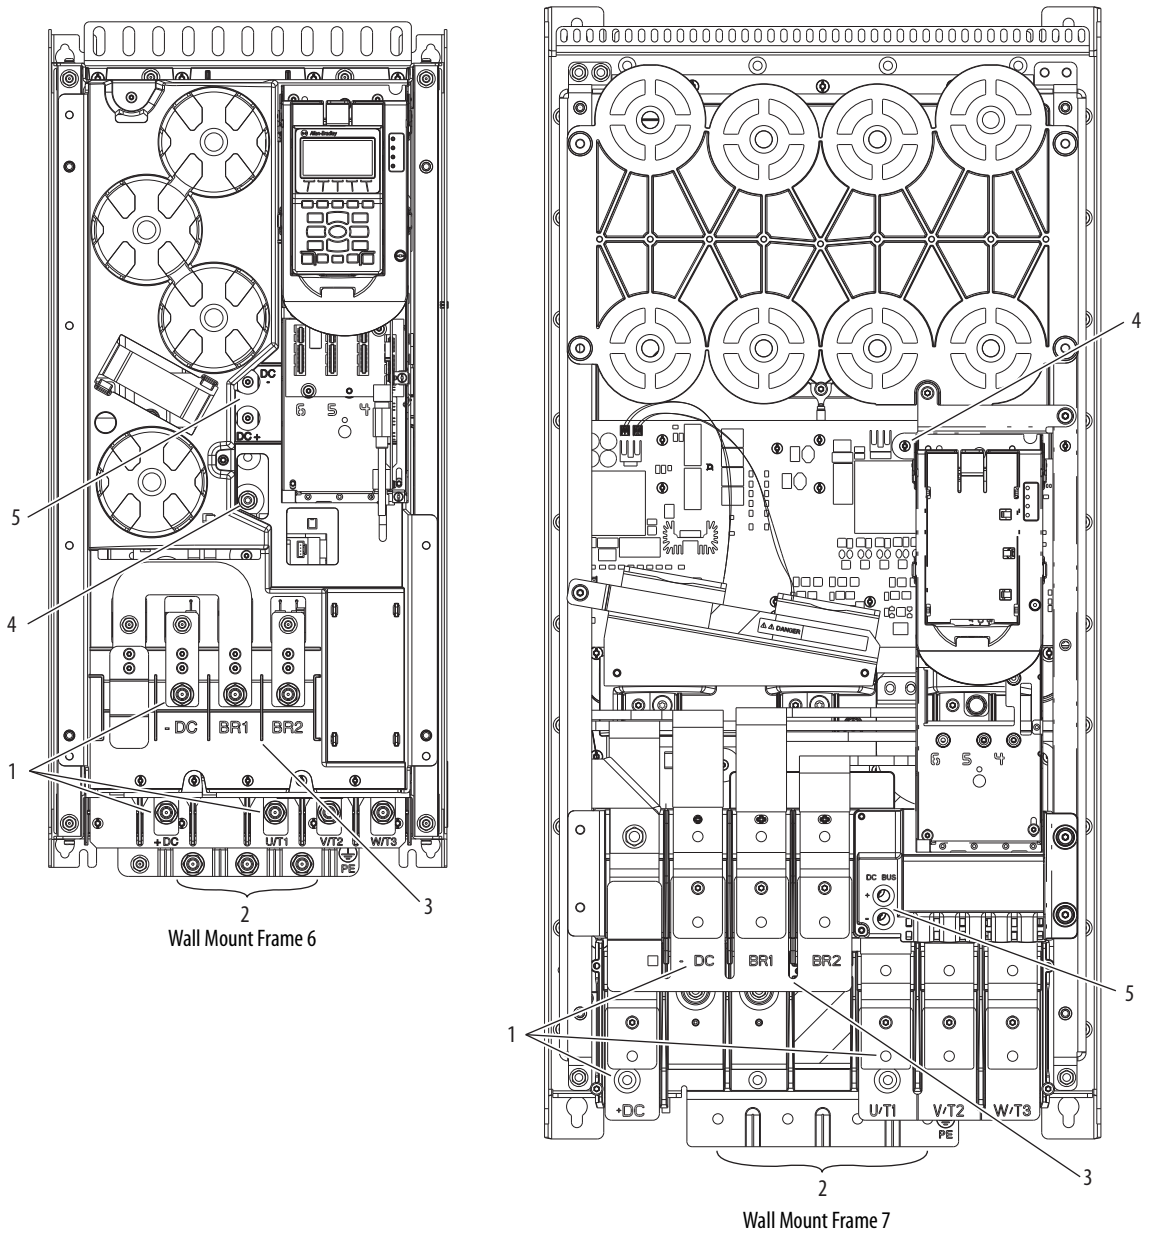 Allen-Bradley
DC
-
DC +
6 5 4
5
4
- DC BR1 BR2
1
+ DC U/T1 V/T2 W/T3
PE
2
3
Wall Mount Frame 6
4
⚠ ⚠ DANGER
6 5 4
DC BUS
+
-
- DC BR1 BR2
5
1
+DC U/T1 V/T2 W/T3
PE
2
3
Wall Mount Frame 7